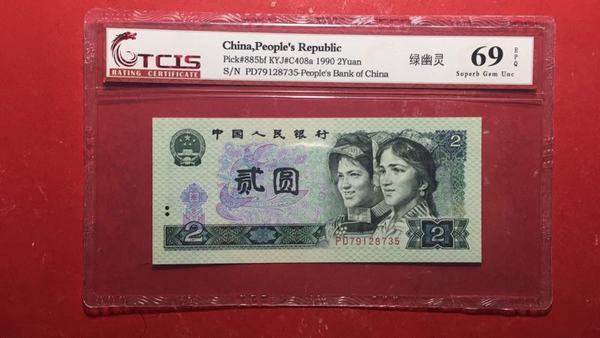 TCIS
RATING CERTIFICATE
China,People's Republic
Pick#885bf KYJ#C408a 1990 2Yuan
S/N PD79128735-People's Bank of China
绿幽灵
69 EPQ
Superb Gem Unc
中国人民银行
2
贰圆
PD79128735
2
2